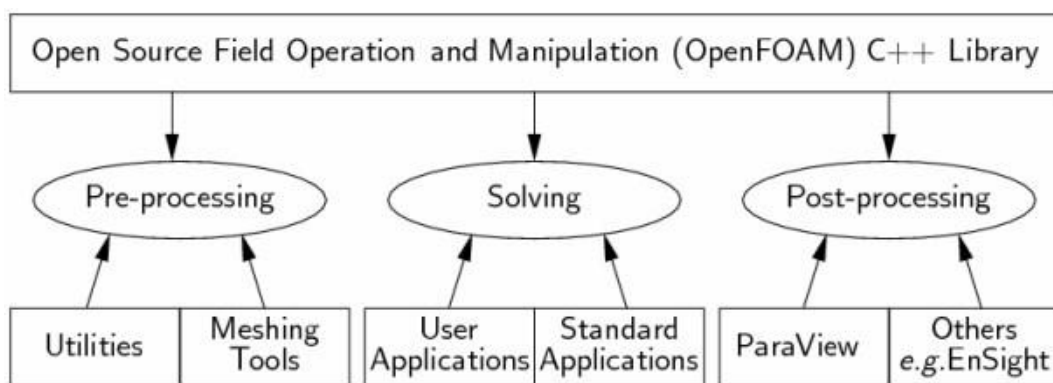 Open Source Field Operation and Manipulation (OpenFOAM) C++ Library
Pre-processing
Solving
Post-processing
Utilities
Meshing
Tools
User
Applications
Standard
Applications
ParaView
Others
e.g.EnSight